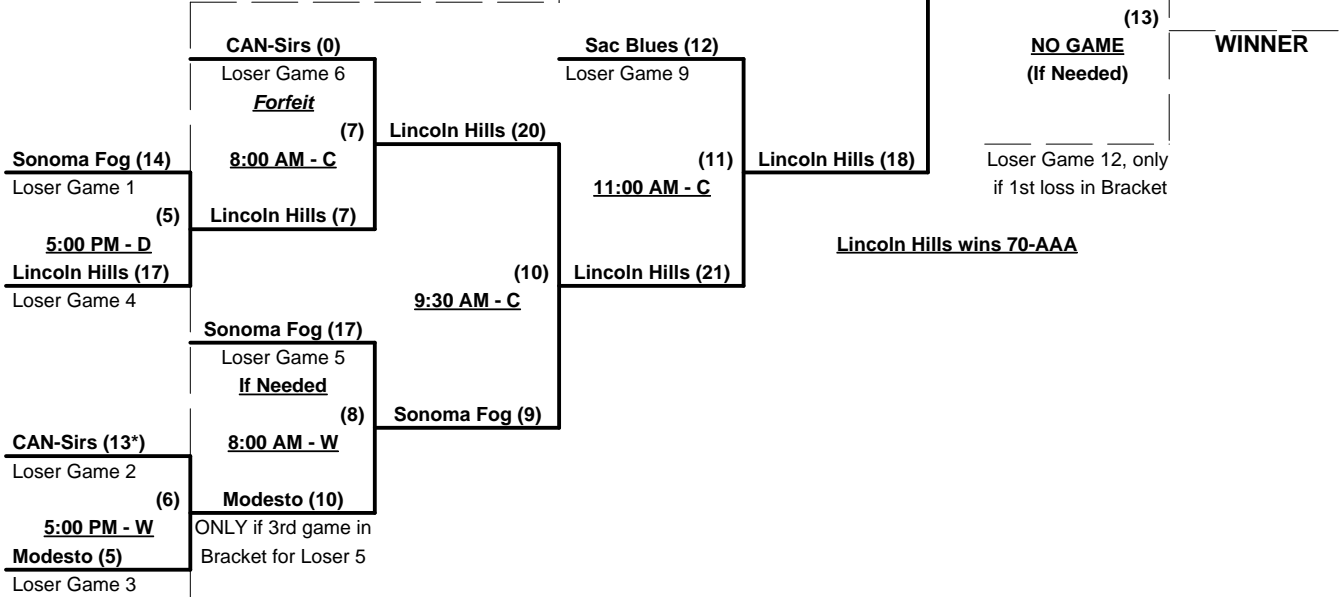 (13)
CAN-Sirs (0)
Sac Blues (12)
NO GAME
WINNER
Loser Game 6
Loser Game 9
(If Needed)
Forfeit
(7)
Lincoln Hills (20)
Sonoma Fog (14)
8:00 AM - C
(11)
Lincoln Hills (18)
Loser Game 12, only
Loser Game 1
11:00 AM - C
if 1st loss in Bracket
(5)
Lincoln Hills (7)
5:00 PM - D
Lincoln Hills wins 70-AAA
Lincoln Hills (17)
(10)
Lincoln Hills (21)
Loser Game 4
9:30 AM - C
Sonoma Fog (17)
Loser Game 5
If Needed
(8)
Sonoma Fog (9)
CAN-Sirs (13*)
8:00 AM - W
Loser Game 2
(6)
Modesto (10)
5:00 PM - W
ONLY if 3rd game in
Modesto (5)
Bracket for Loser 5
Loser Game 3